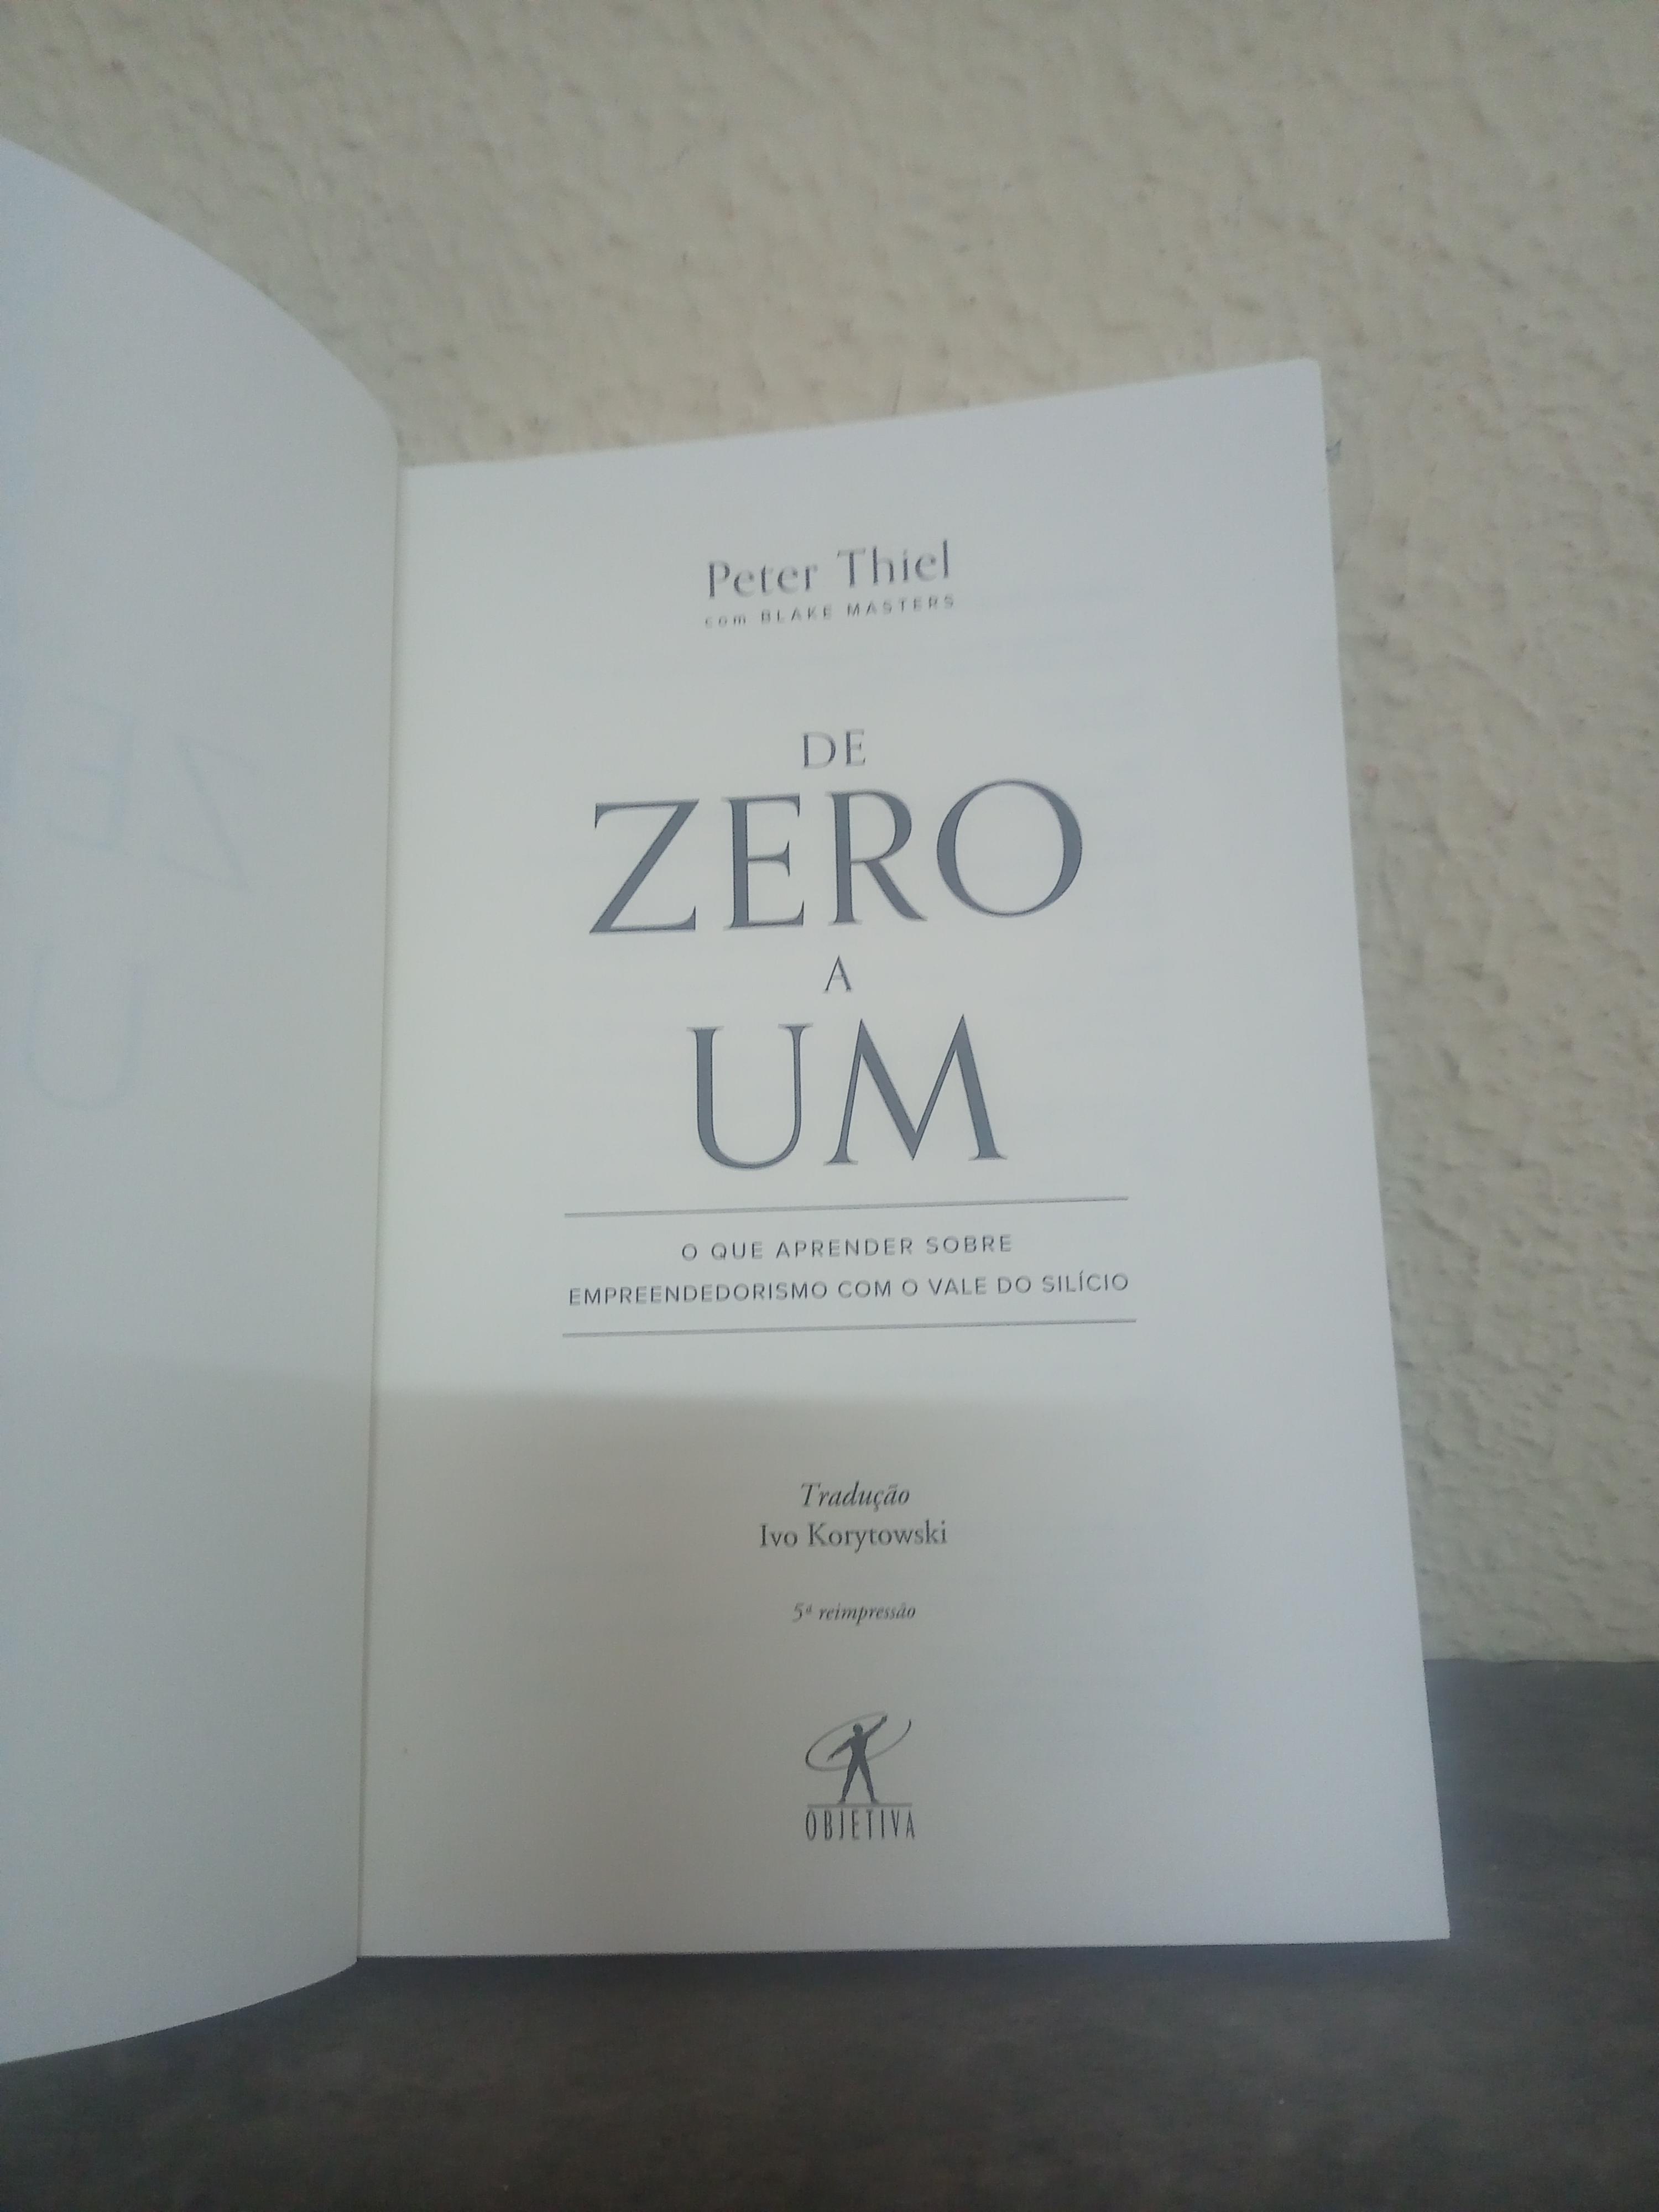 Peter Thiel
com BLAKE MASTERS
DE
ZERO
A
UM
O QUE APRENDER SOBRE
EMPREENDEDORISMO COM O VALE DO SILÍCIO
Tradução
Ivo Korytowski
5ª reimpressão
OBJETIVA